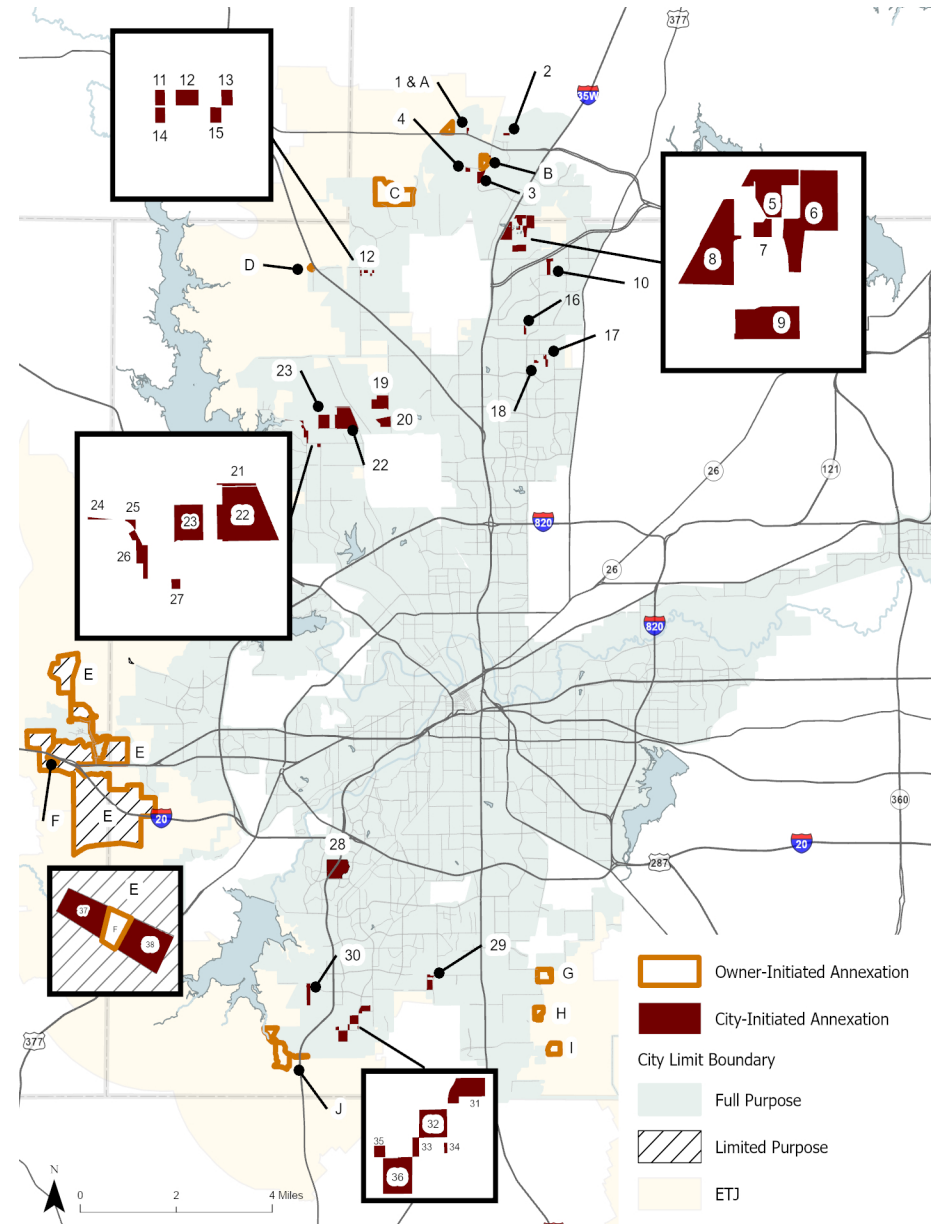 377
2
1 & A
35W
11 12 13
14 15
4
B
3
C
5
6
7
8
9
D
12
10
16
17
23
19
18
20
22
26
121
21
24 25
23 22
26
27
820
26
820
E
E
F
E
20
360
28
20
287
E
37
F
38
30
29
G
H
I
377
J
31
32
35 33 34
36
Owner-Initiated Annexation
City-Initiated Annexation
City Limit Boundary
Full Purpose
Limited Purpose
ETJ
N
0 2 4 Miles